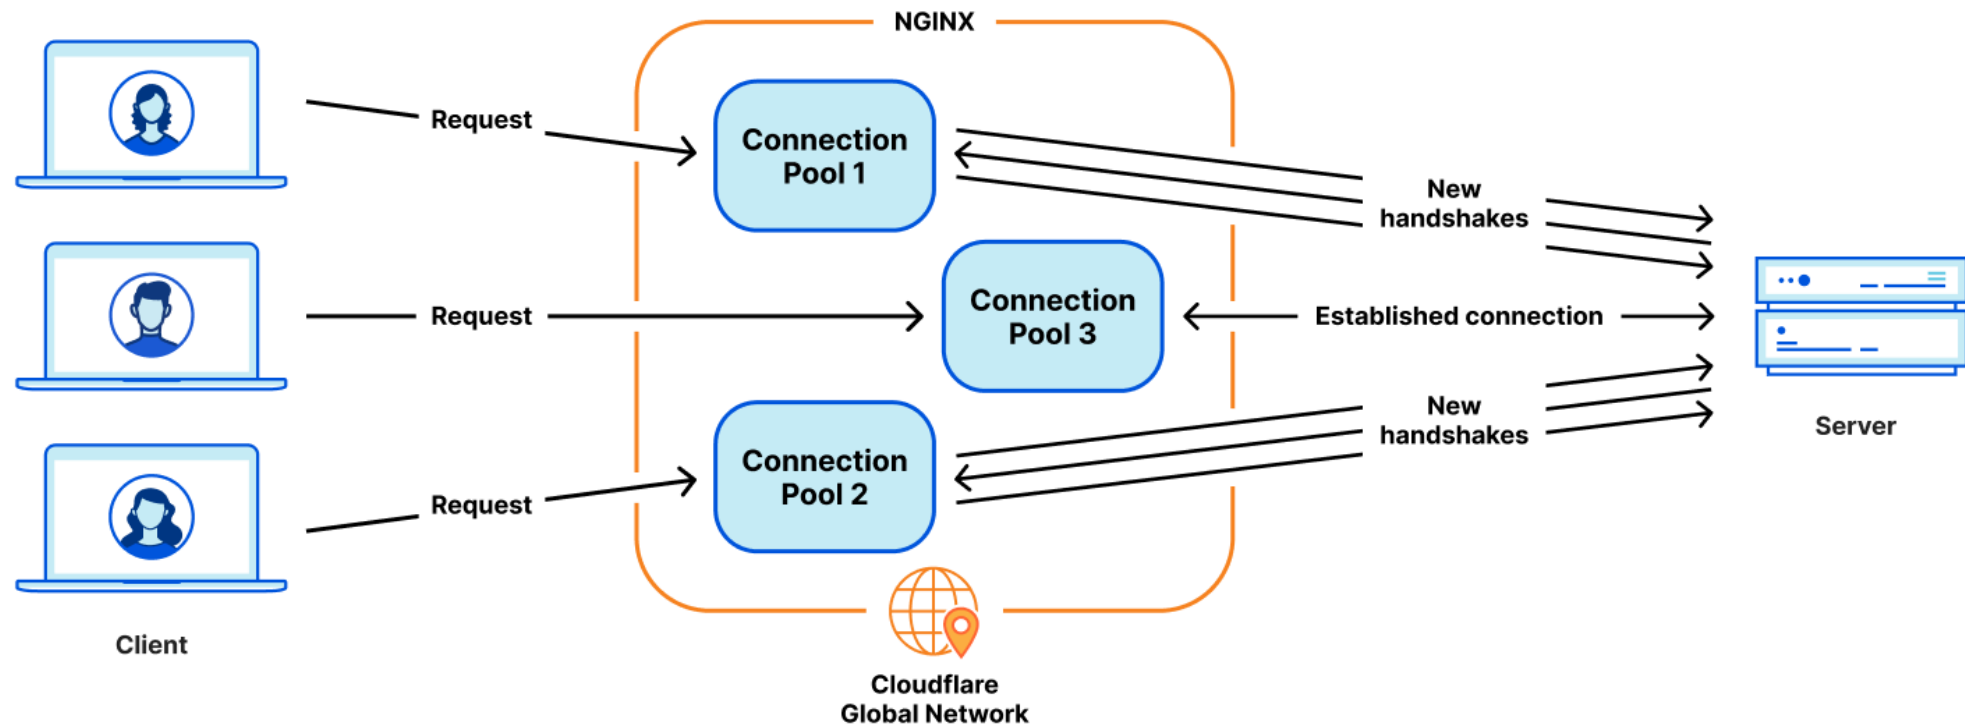 NGINX
Request
Connection
Pool 1
New
handshakes
Request
Connection
Pool 3
Established connection
Server
Request
Connection
Pool 2
New
handshakes
Client
Cloudflare
Global Network